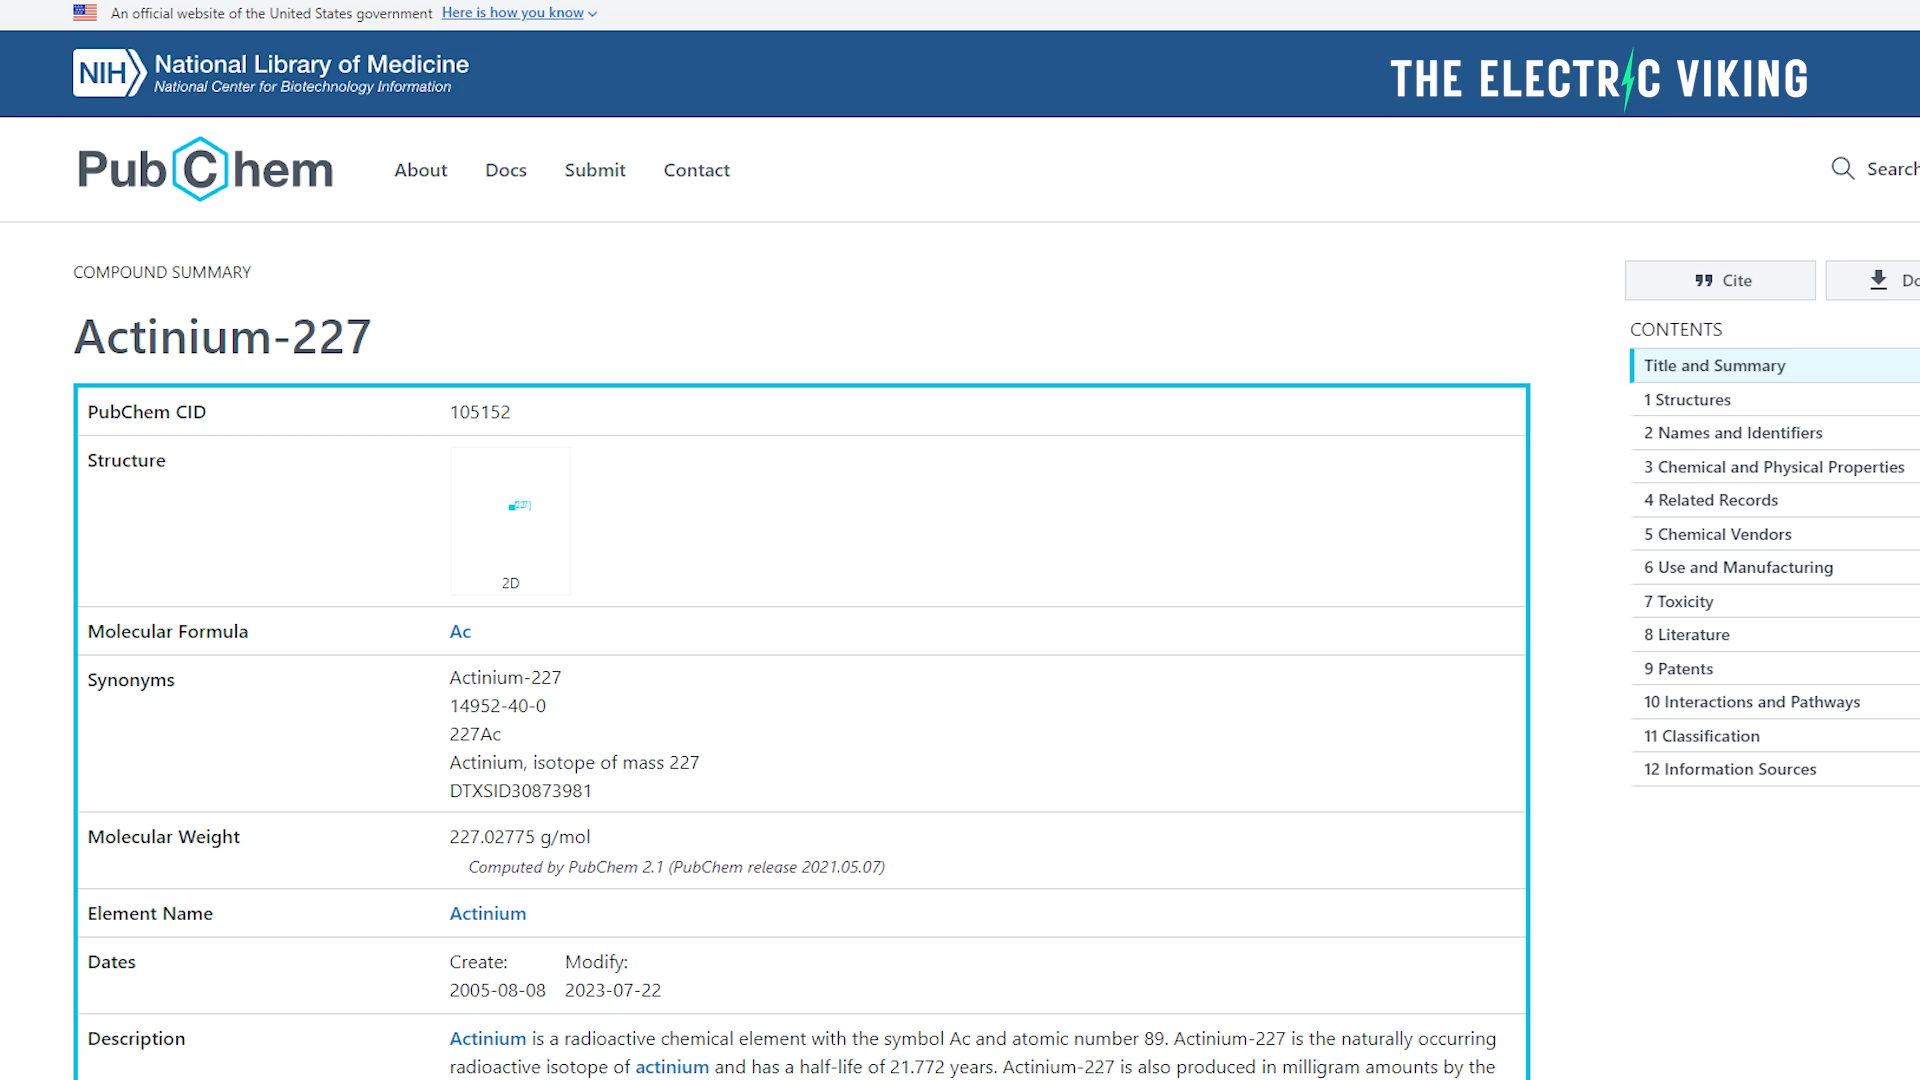 An official website of the United States government Here is how you know
NIH National Library of Medicine
National Center for Biotechnology Information
THE ELECTRIC VIKING
PubChem About Docs Submit Contact Search
COMPOUND SUMMARY
Actinium-227
PubChem CID 105152
Structure
227]
2D
Molecular Formula Ac
Synonyms Actinium-227
14952-40-0
227Ac
Actinium, isotope of mass 227
DTXSID30873981
Molecular Weight 227.02775 g/mol
Computed by PubChem 2.1 (PubChem release 2021.05.07)
Element Name Actinium
Dates Create: Modify:
2005-08-08 2023-07-22
Description Actinium is a radioactive chemical element with the symbol Ac and atomic number 89. Actinium-227 is the naturally occurring
radioactive isotope of actinium and has a half-life of 21.772 years. Actinium-227 is also produced in milligram amounts by the
Cite Do
CONTENTS
Title and Summary
1 Structures
2 Names and Identifiers
3 Chemical and Physical Properties
4 Related Records
5 Chemical Vendors
6 Use and Manufacturing
7 Toxicity
8 Literature
9 Patents
10 Interactions and Pathways
11 Classification
12 Information Sources